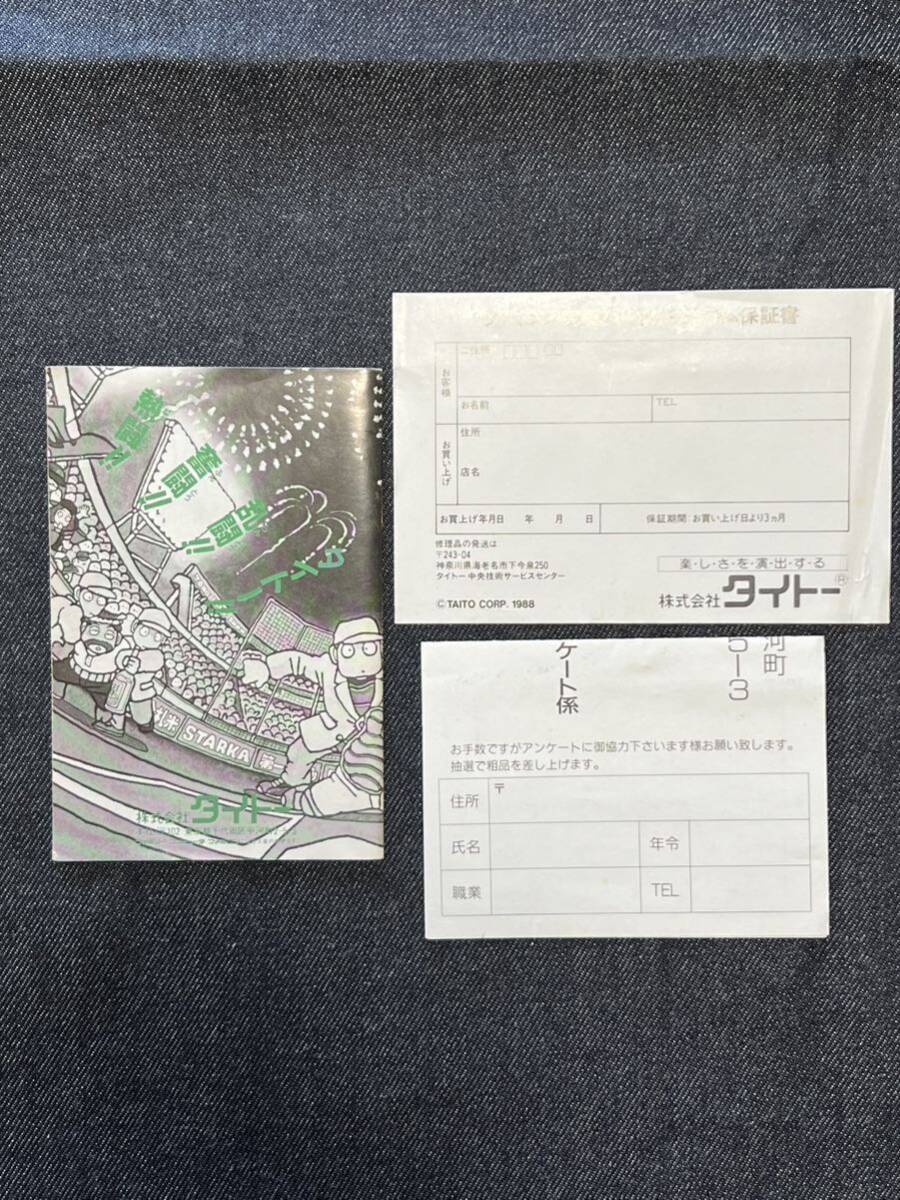 奮闘!!
タイトー!!
STARKA
株式会社 タイトー
保証書
お客様
ご住所
お名前
TEL
お買い上げ
住所
店名
お買上げ年月日 年 月 日
保証期間:お買い上げ日より3ヵ月
修理品の発送は
〒243-04
神奈川県海老名市下今泉250
タイトー中央技術サービスセンター
© TAITO CORP. 1988
楽・し・さ・を・演・出・す・る
株式会社 タイトー®
河町
5-3
ケート係
お手数ですがアンケートに御協力下さいます様お願い致します。
抽選で粗品を差し上げます。
住所 〒
氏名 年令
職業 TEL